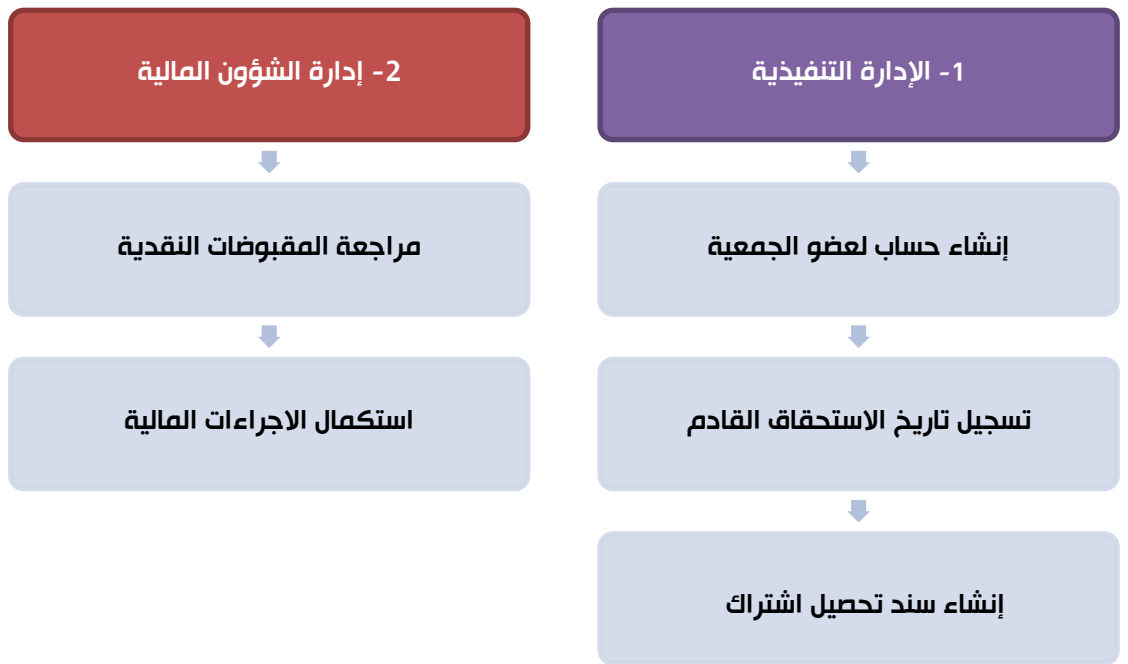 1- الإدارة التنفيذية
إنشاء حساب لعضو الجمعية
تسجيل تاريخ الاستحقاق القادم
إنشاء سند تحصيل اشتراك
2- إدارة الشؤون المالية
مراجعة المقبوضات النقدية
استكمال الاجراءات المالية